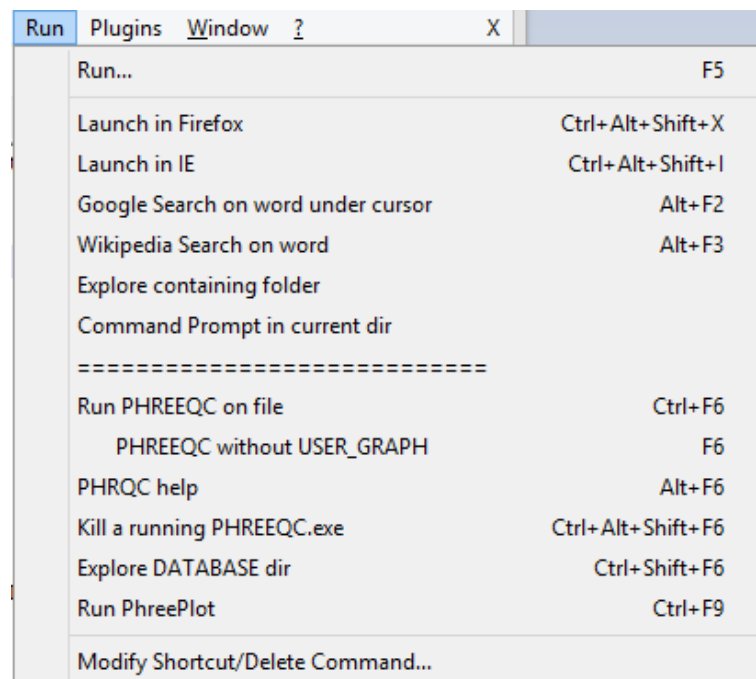 Run Plugins Window ? X
Run... F5
Launch in Firefox Ctrl+Alt+Shift+X
Launch in IE Ctrl+Alt+Shift+I
Google Search on word under cursor Alt+F2
Wikipedia Search on word Alt+F3
Explore containing folder
Command Prompt in current dir
============================
Run PHREEQC on file Ctrl+F6
PHREEQC without USER_GRAPH F6
PHRQC help Alt+F6
Kill a running PHREEQC.exe Ctrl+Alt+Shift+F6
Explore DATABASE dir Ctrl+Shift+F6
Run PhreePlot Ctrl+F9
Modify Shortcut/Delete Command...